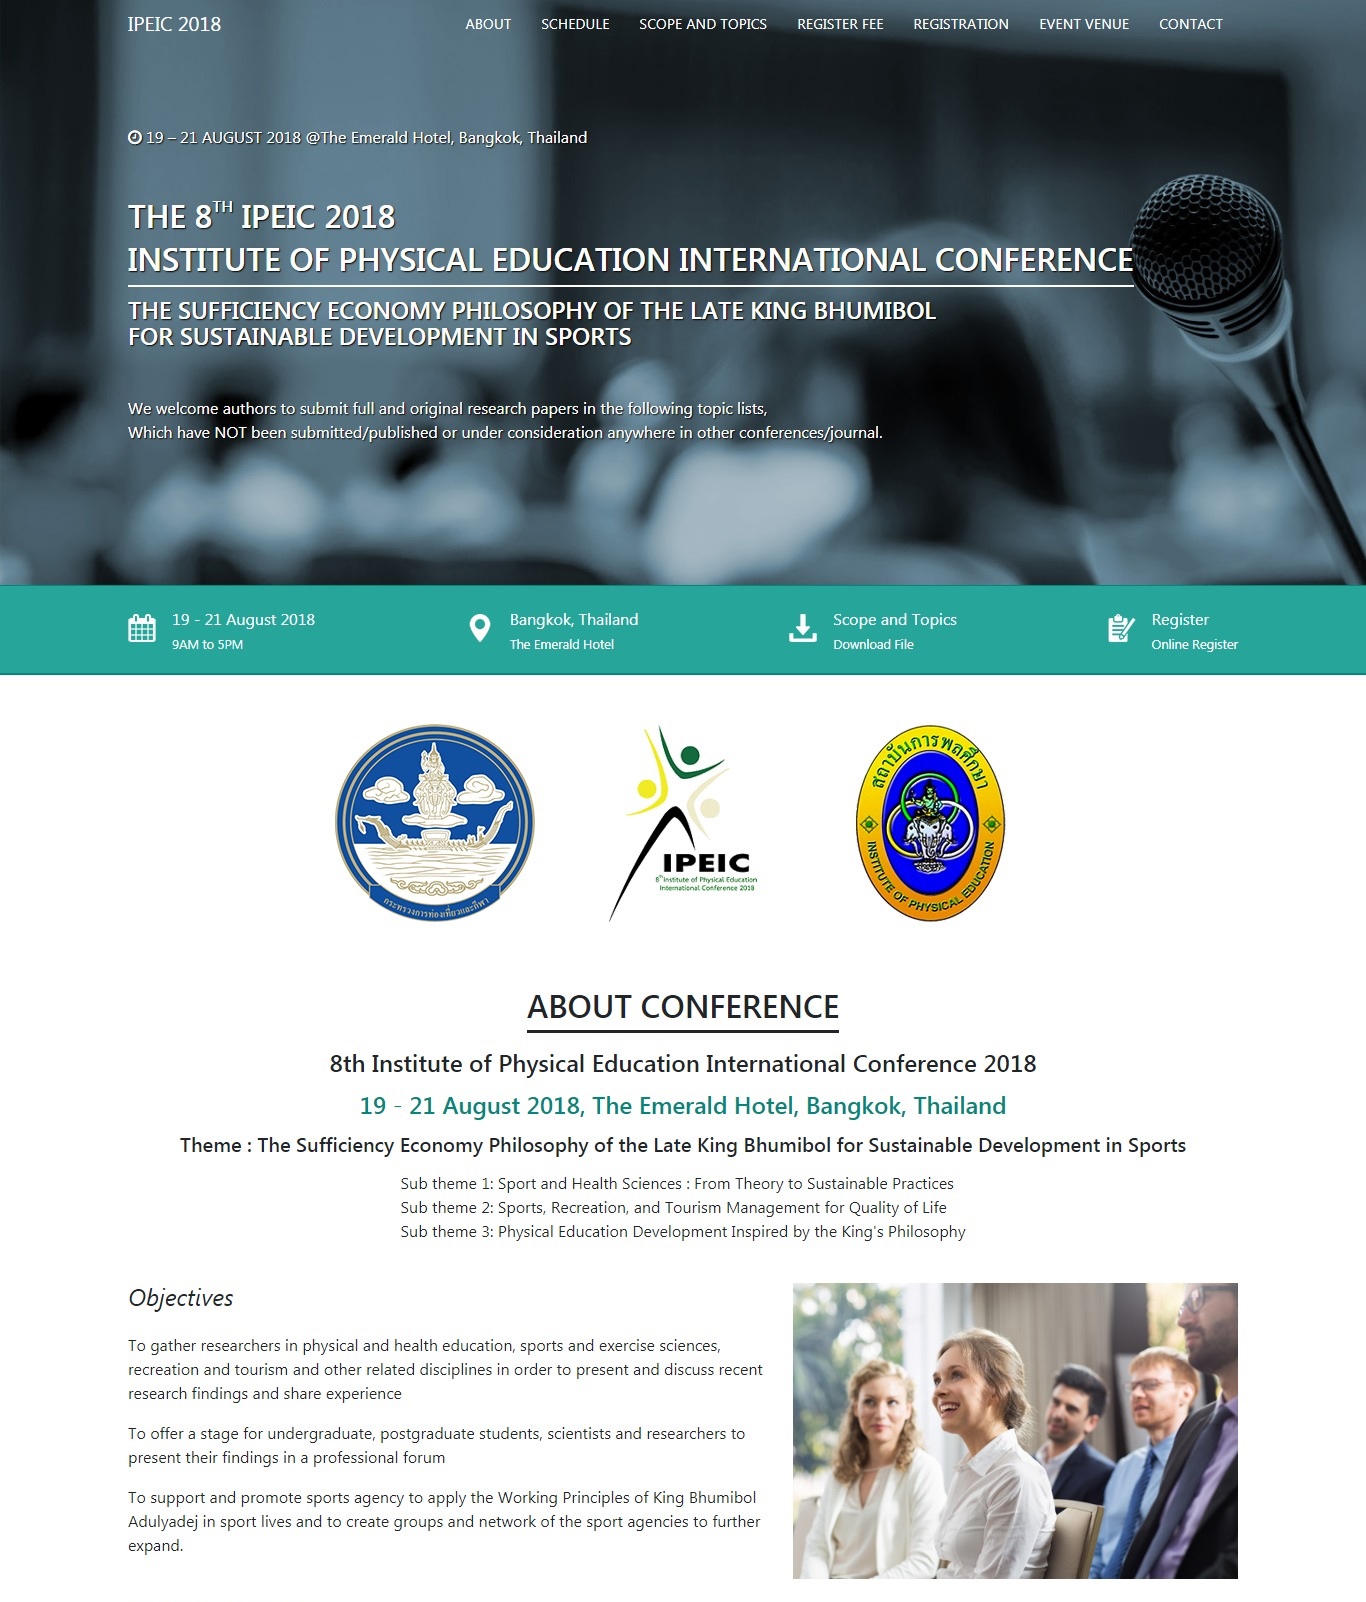 IPEIC 2018
ABOUT SCHEDULE SCOPE AND TOPICS REGISTER FEE REGISTRATION EVENT VENUE CONTACT
19 – 21 AUGUST 2018 @The Emerald Hotel, Bangkok, Thailand
THE 8TH IPEIC 2018
INSTITUTE OF PHYSICAL EDUCATION INTERNATIONAL CONFERENCE
THE SUFFICIENCY ECONOMY PHILOSOPHY OF THE LATE KING BHUMIBOL
FOR SUSTAINABLE DEVELOPMENT IN SPORTS
We welcome authors to submit full and original research papers in the following topic lists,
Which have NOT been submitted/published or under consideration anywhere in other conferences/journal.
19 - 21 August 2018
9AM to 5PM
Bangkok, Thailand
The Emerald Hotel
Scope and Topics
Download File
Register
Online Register
กระทรวงการท่องเที่ยวและกีฬา
IPEIC
8th Institute of Physical Education
International Conference 2018
สถาบันการพลศึกษา
INSTITUTE OF PHYSICAL EDUCATION
ABOUT CONFERENCE
8th Institute of Physical Education International Conference 2018
19 - 21 August 2018, The Emerald Hotel, Bangkok, Thailand
Theme : The Sufficiency Economy Philosophy of the Late King Bhumibol for Sustainable Development in Sports
Sub theme 1: Sport and Health Sciences : From Theory to Sustainable Practices
Sub theme 2: Sports, Recreation, and Tourism Management for Quality of Life
Sub theme 3: Physical Education Development Inspired by the King's Philosophy
Objectives
To gather researchers in physical and health education, sports and exercise sciences,
recreation and tourism and other related disciplines in order to present and discuss recent
research findings and share experience
To offer a stage for undergraduate, postgraduate students, scientists and researchers to
present their findings in a professional forum
To support and promote sports agency to apply the Working Principles of King Bhumibol
Adulyadej in sport lives and to create groups and network of the sport agencies to further
expand.